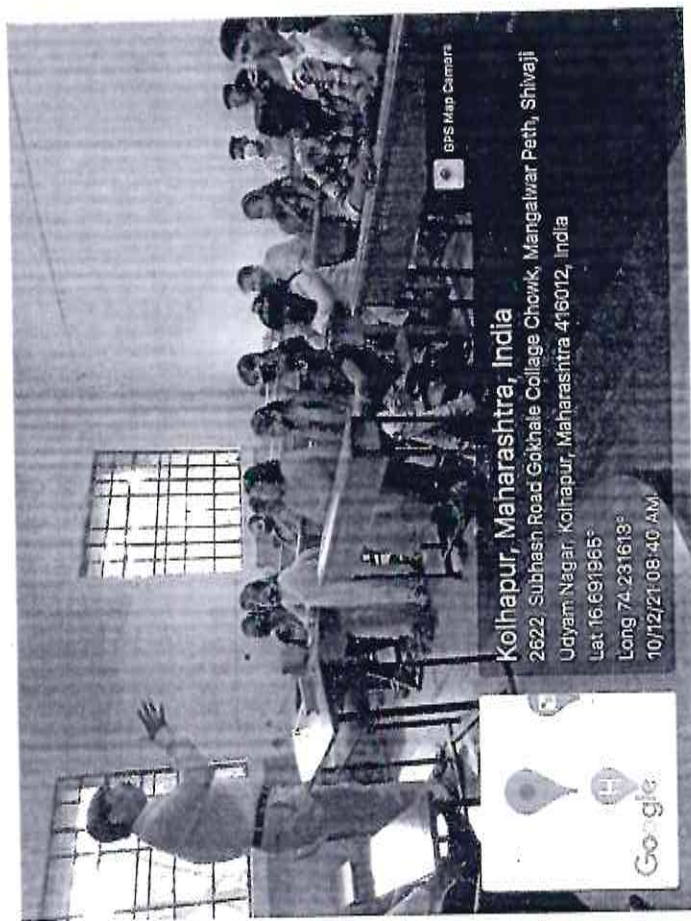 GPS Map Camera
Kolhapur, Maharashtra, India
2622, Subhash Road Gokhale Collage Chowk, Mangalwar Peth, Shivaji
Udyam Nagar, Kolhapur, Maharashtra 416012, India
Lat 16.691965°
Long 74.231613°
10/12/21 08:40 AM
Google
H